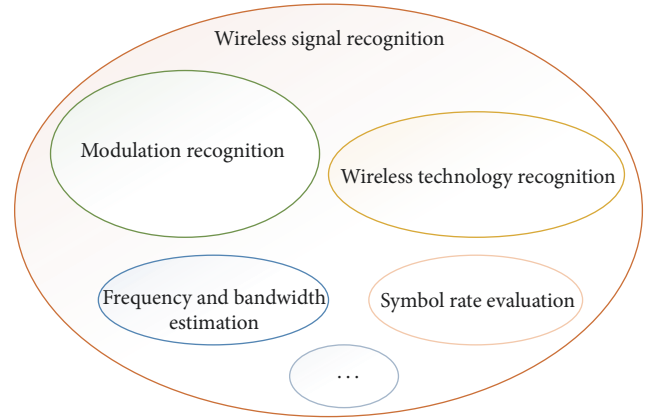 Wireless signal recognition
Modulation recognition
Wireless technology recognition
Frequency and bandwidth
estimation
Symbol rate evaluation
...